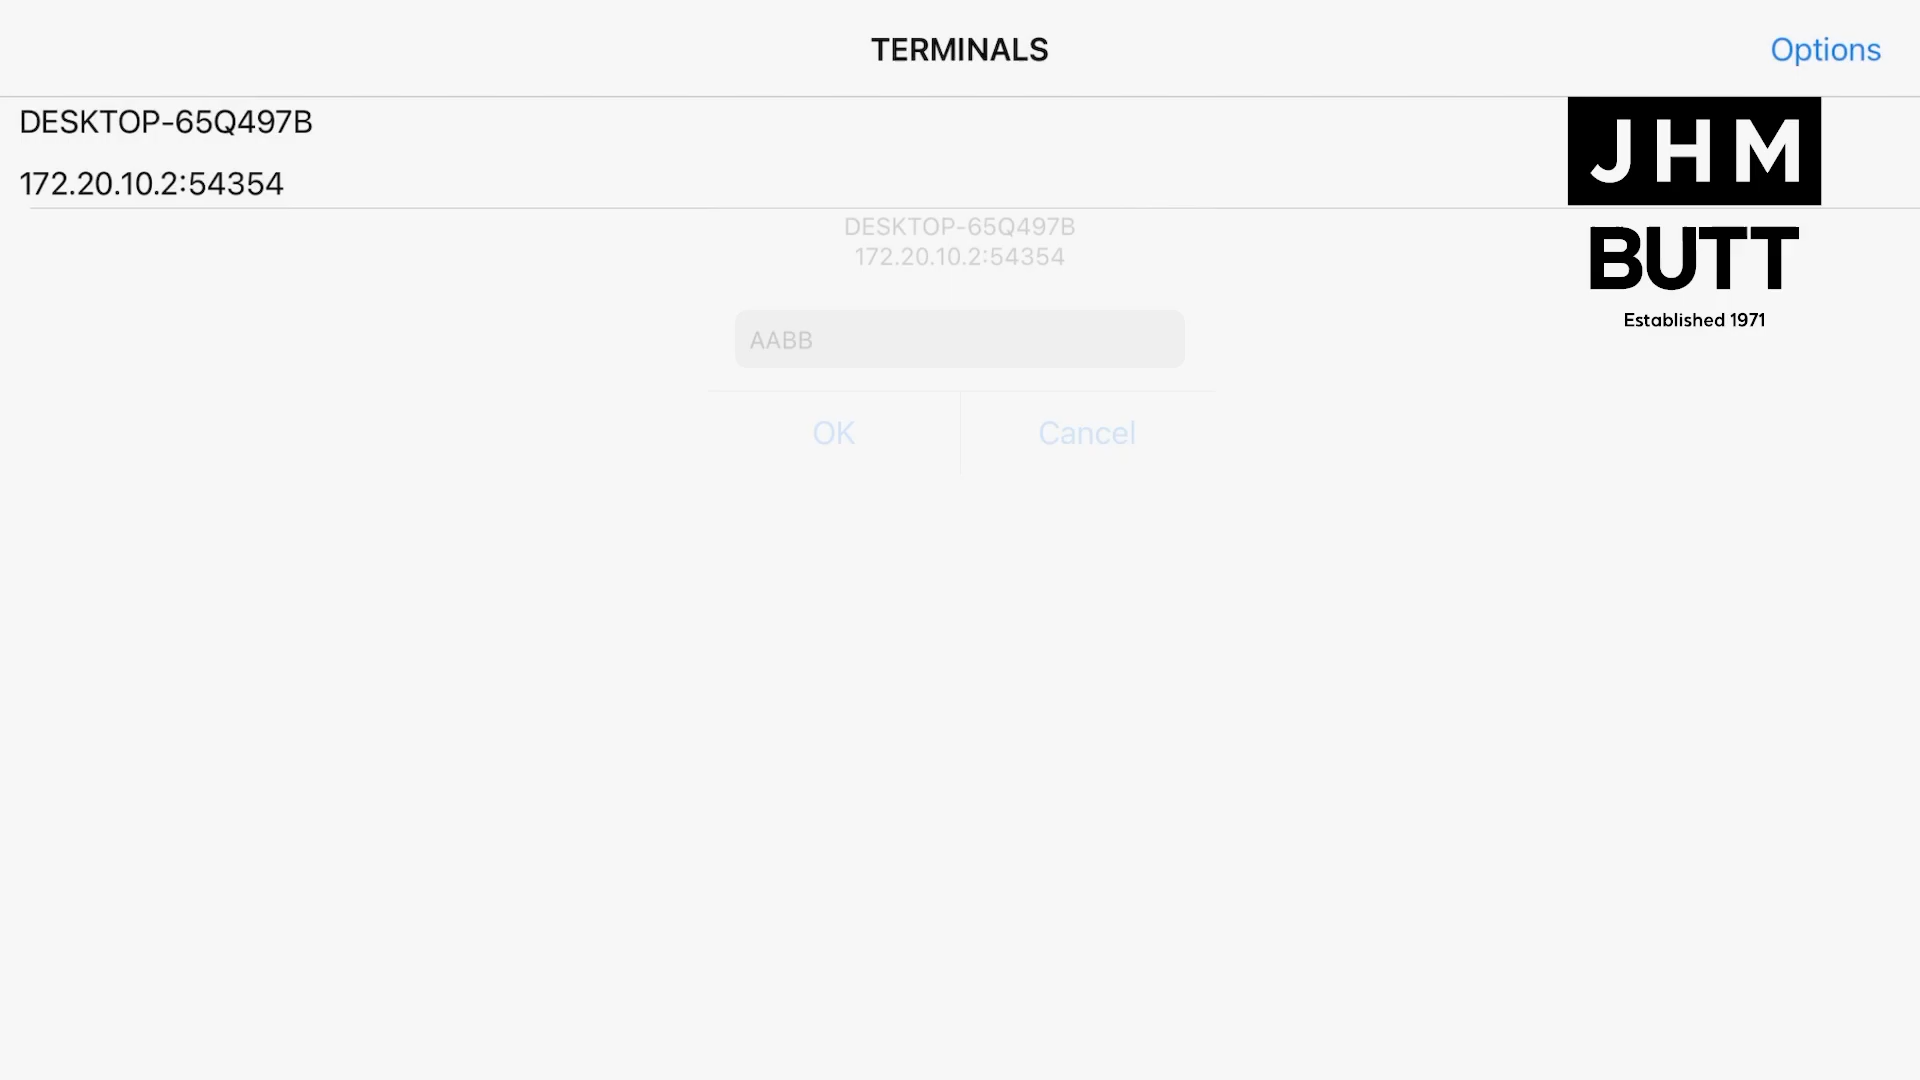 TERMINALS
Options
DESKTOP-65Q497B
172.20.10.2:54354
JHM
BUTT
Established 1971
DESKTOP-65Q497B
172.20.10.2:54354
AABB
OK
Cancel